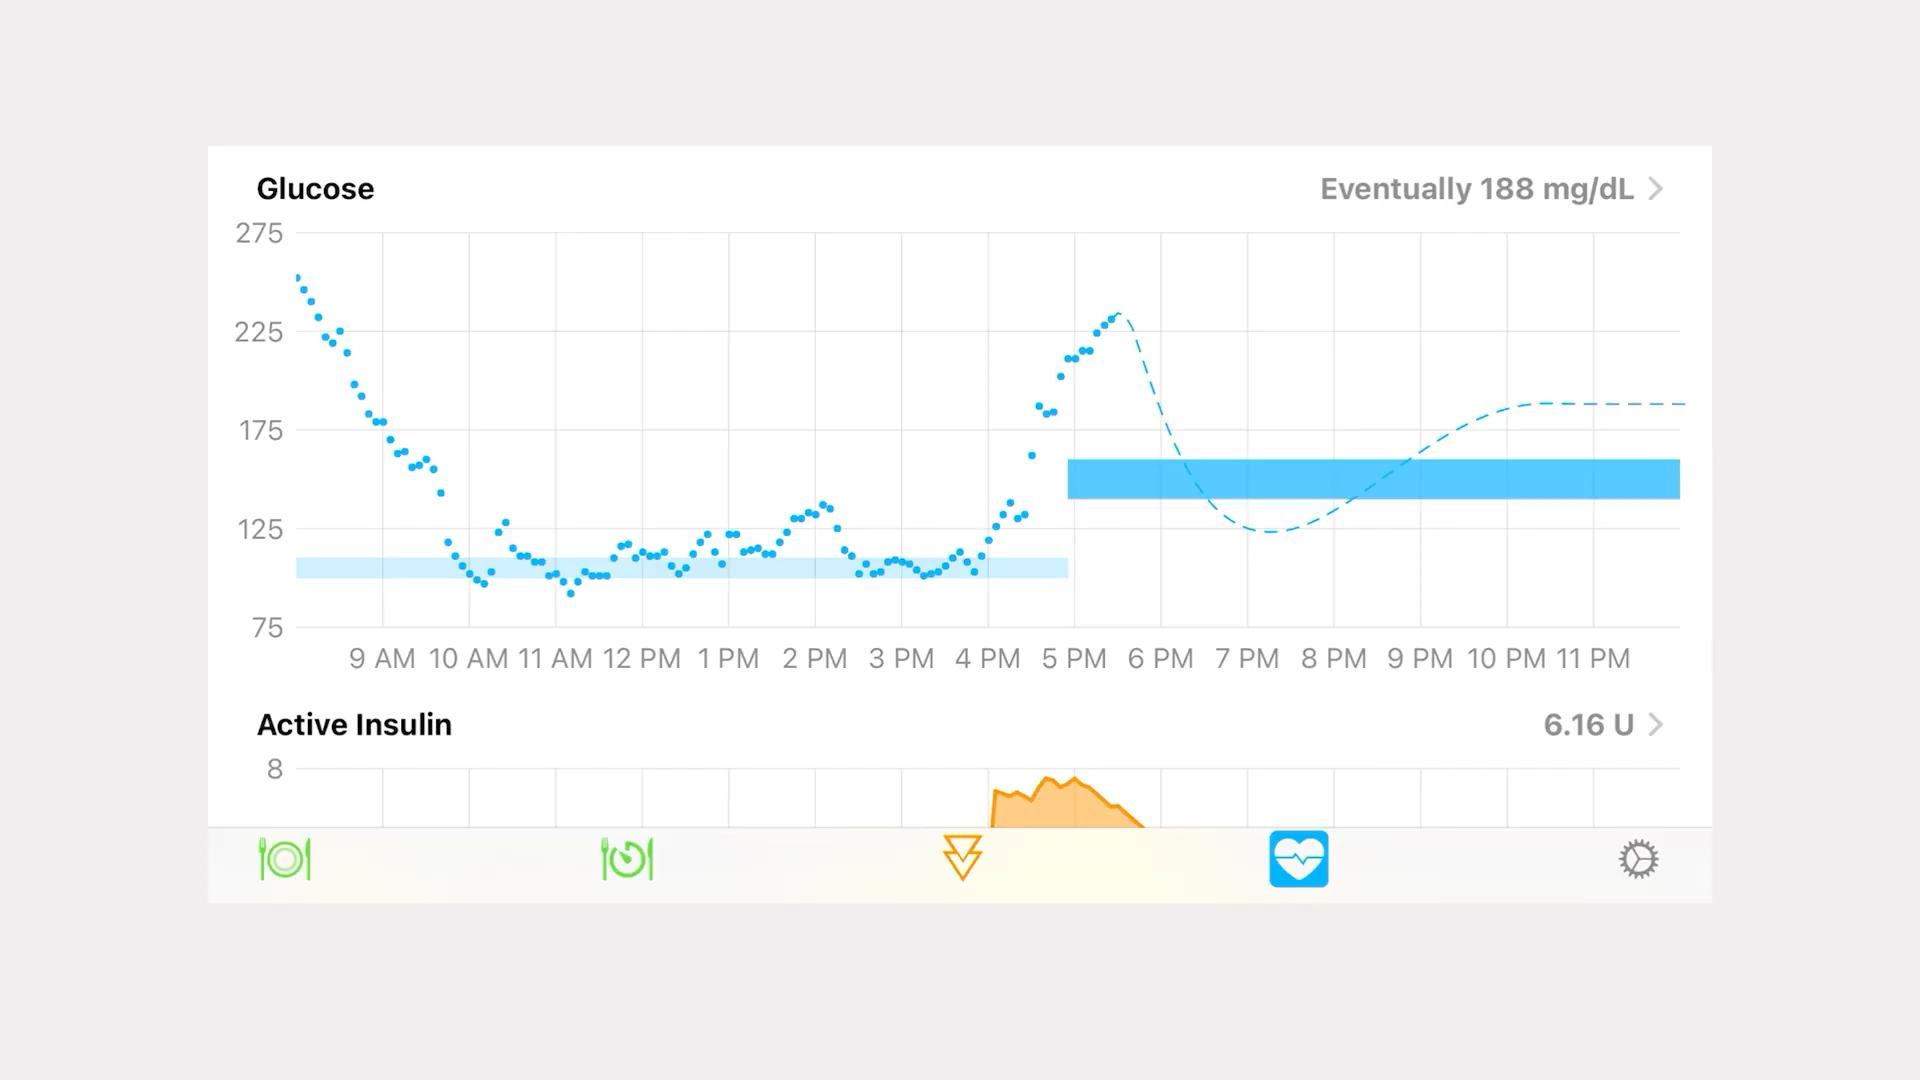 Glucose
Eventually 188 mg/dL
275
225
175
125
75
9 AM 10 AM 11 AM 12 PM 1 PM 2 PM 3 PM 4 PM 5 PM 6 PM 7 PM 8 PM 9 PM 10 PM 11 PM
Active Insulin
6.16 U
8